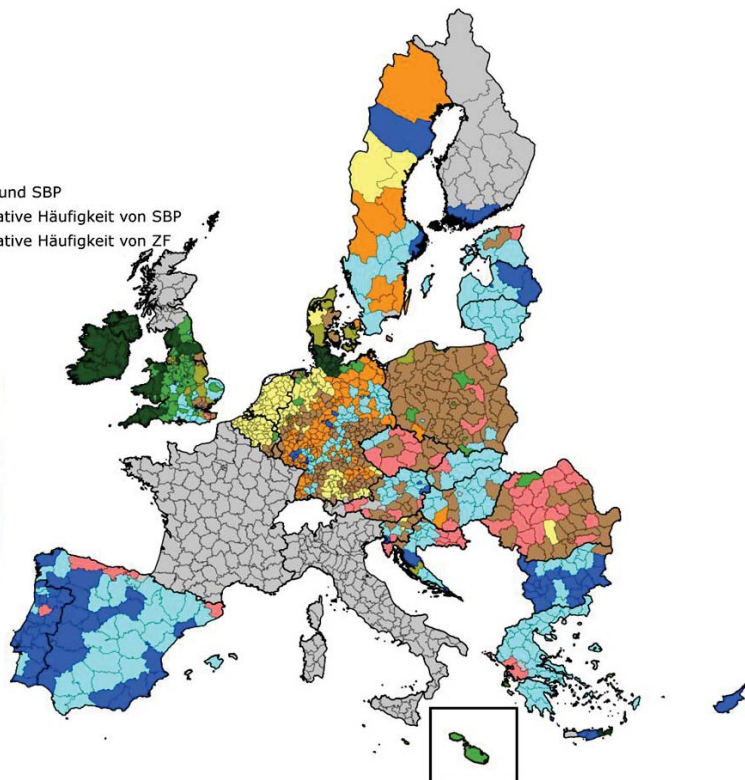 und SBP
ative Häufigkeit von SBP
ative Häufigkeit von ZF